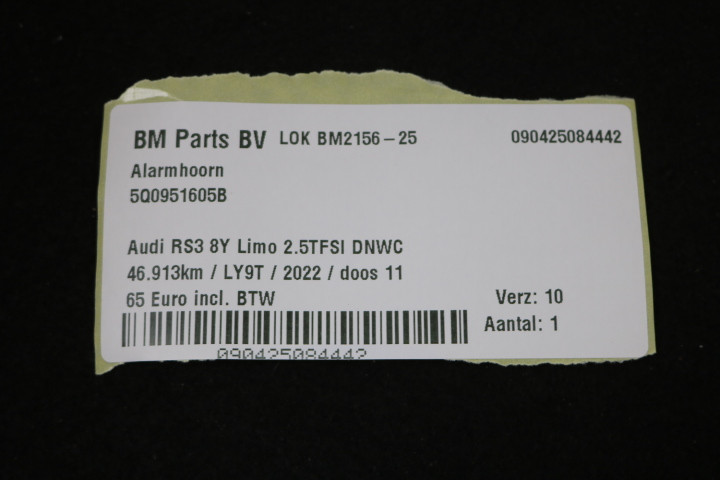 BM Parts BV LOK BM2156-25 090425084442
Alarmhoorn
5Q0951605B
Audi RS3 8Y Limo 2.5TFSI DNWC
46.913km / LY9T / 2022 / doos 11
65 Euro incl. BTW Verz: 10
Aantal: 1
090425084442